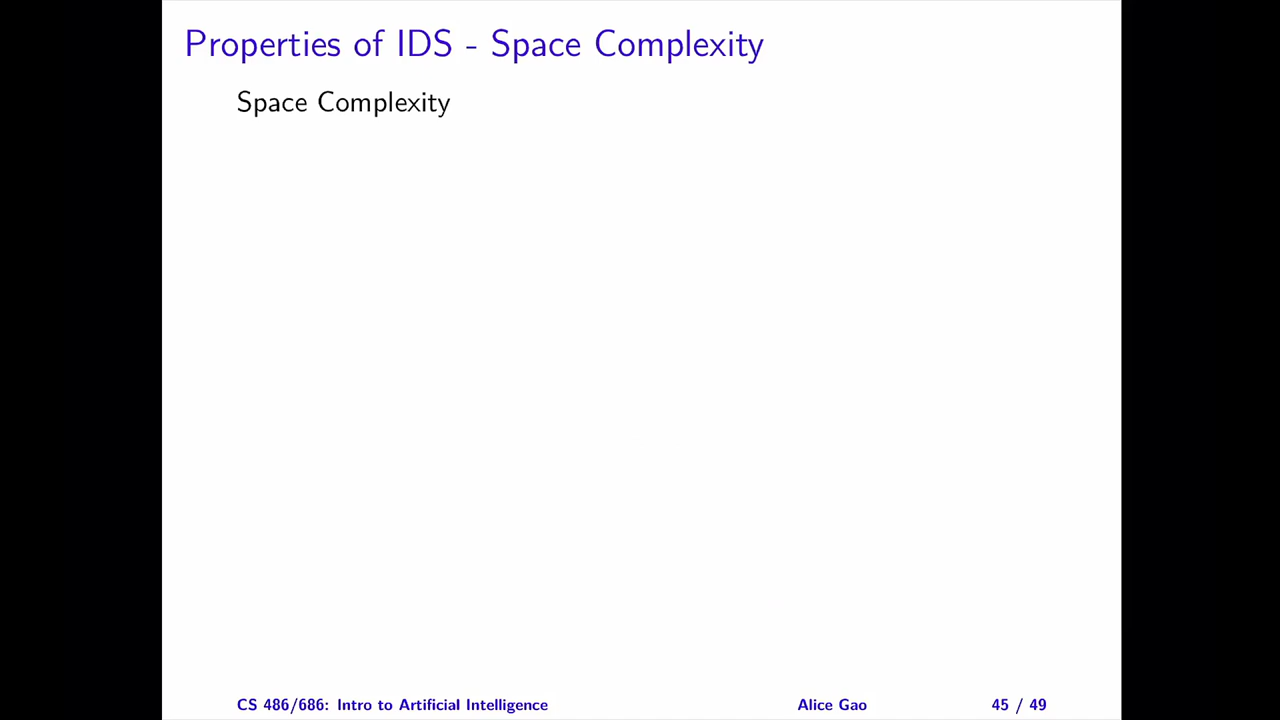 Properties of IDS - Space Complexity
Space Complexity
CS 486/686: Intro to Artificial Intelligence Alice Gao 45 / 49